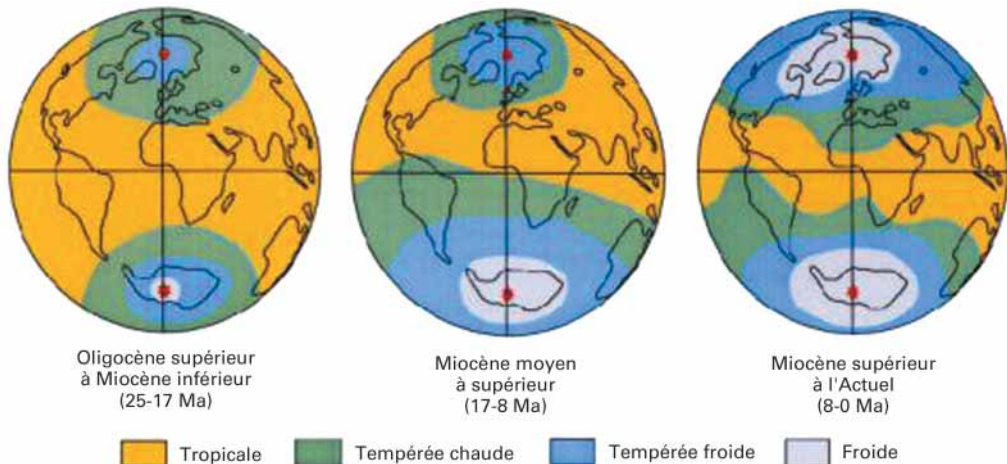 Oligocène supérieur
à Miocène inférieur
(25-17 Ma)
Miocène moyen
à supérieur
(17-8 Ma)
Miocène supérieur
à l'Actuel
(8-0 Ma)
Tropicale
Tempérée chaude
Tempérée froide
Froide